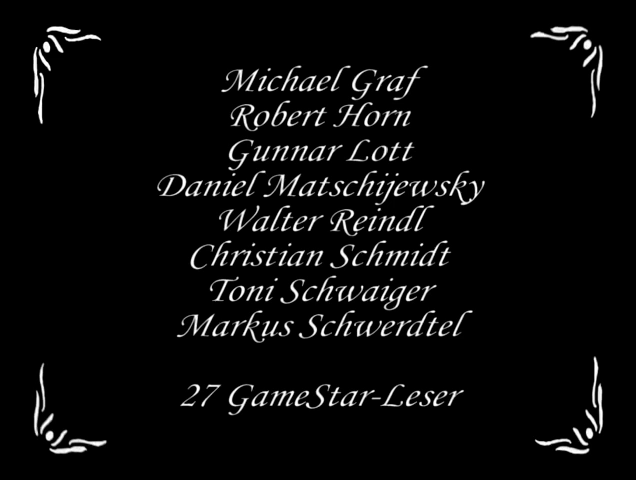 Michael Graf
Robert Horn
Gunnar Lott
Daniel Matschijewsky
Walter Reindl
Christian Schmidt
Toni Schwaiger
Markus Schwerdtel
27 GameStar-Leser